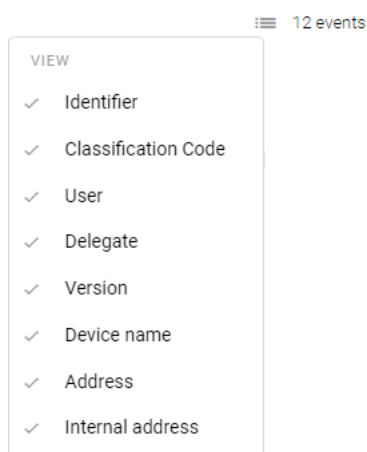 12 events
VIEW
Identifier
Classification Code
User
Delegate
Version
Device name
Address
Internal address